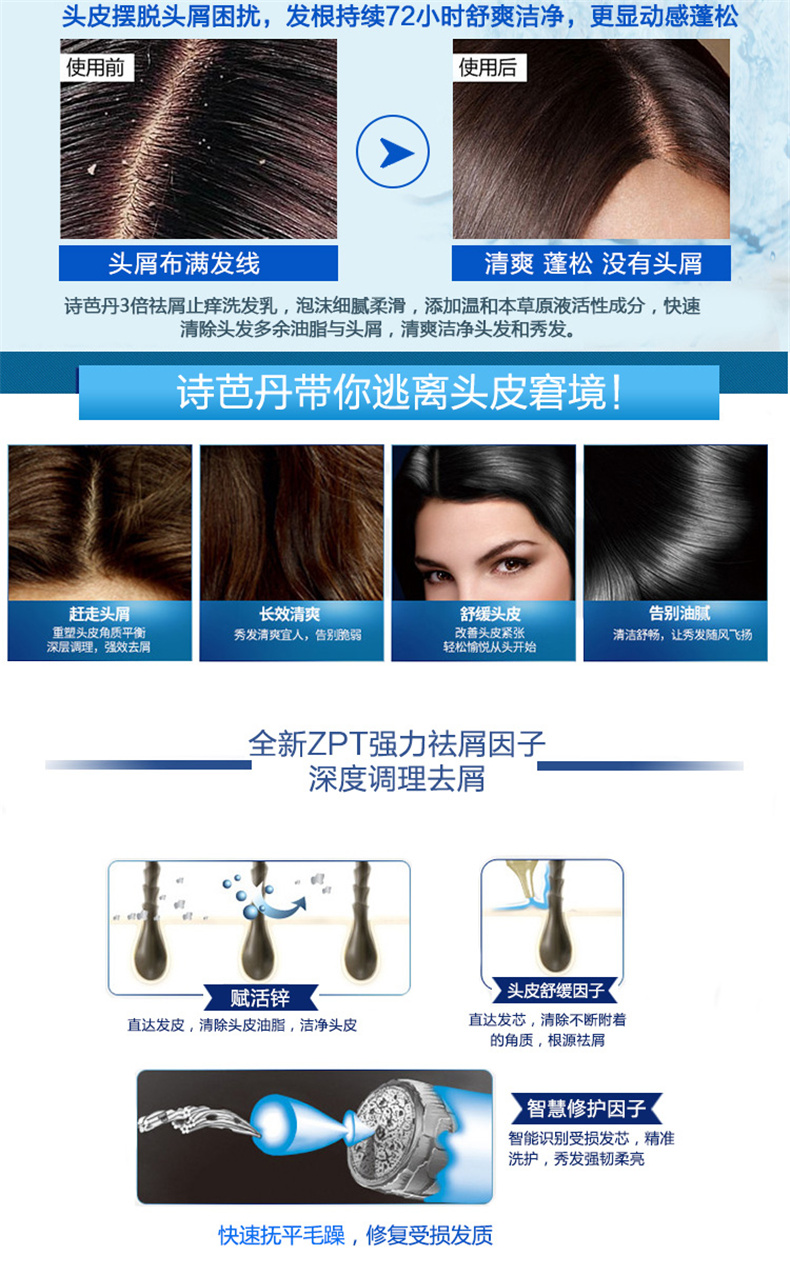 头皮摆脱头屑困扰，发根持续72小时舒爽洁净，更显动感蓬松
使用前
使用后
头屑布满发线
清爽 蓬松 没有头屑
诗芭丹3倍祛屑止痒洗发乳，泡沫细腻柔滑，添加温和本草原液活性成分，快速
清除头发多余油脂与头屑，清爽洁净头发和秀发。
诗芭丹带你逃离头皮窘境！
赶走头屑
重塑头皮角质平衡
深层调理，强效去屑
长效清爽
秀发清爽宜人，告别脆弱
舒缓头皮
改善头皮紧张
轻松愉悦从头开始
告别油腻
清洁舒畅，让秀发随风飞扬
全新ZPT强力祛屑因子
深度调理去屑
赋活锌
直达发皮，清除头皮油脂，洁净头皮
头皮舒缓因子
直达发芯，清除不断附着
的角质，根源祛屑
智慧修护因子
智能识别受损发芯，精准
洗护，秀发强韧柔亮
快速抚平毛躁，修复受损发质